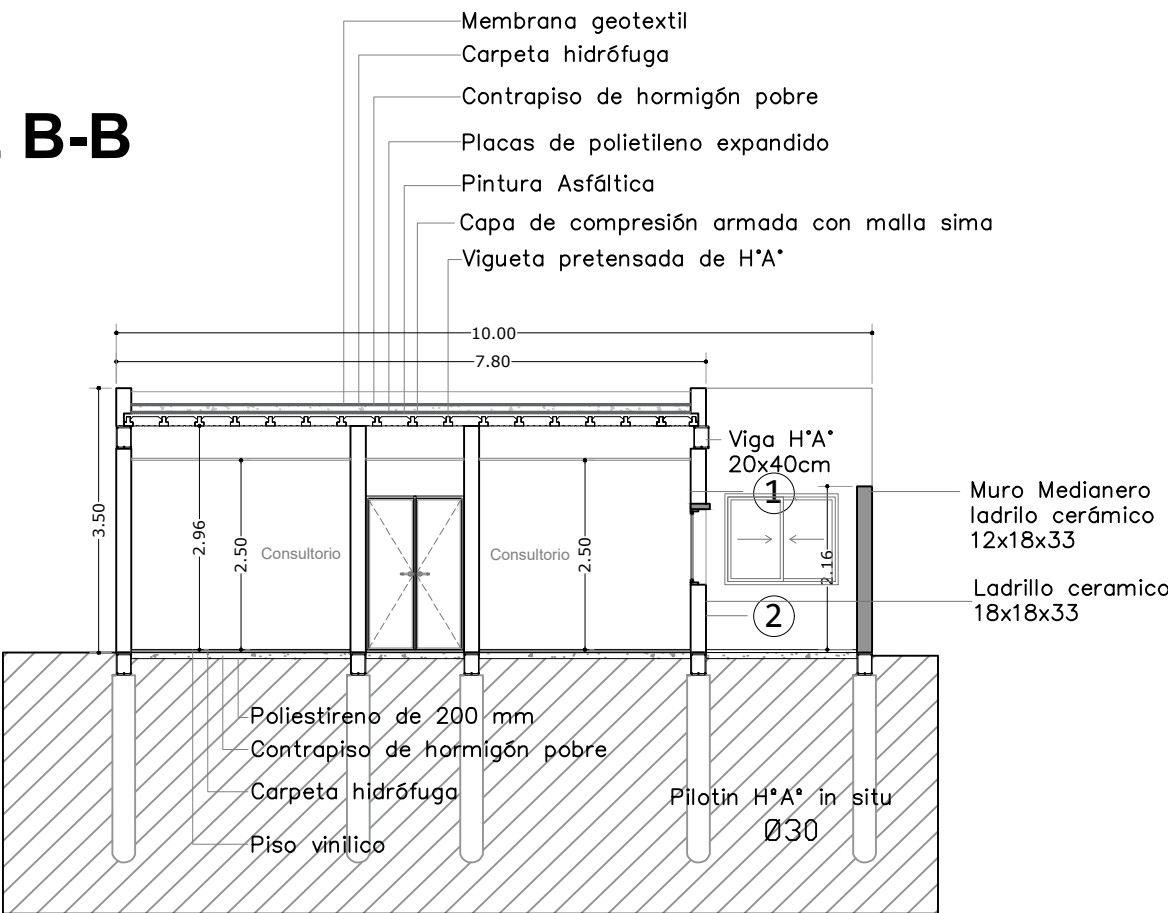 B-B
Membrana geotextil
Carpeta hidrófuga
Contrapiso de hormigón pobre
Placas de polietileno expandido
Pintura Asfáltica
Capa de compresión armada con malla sima
Vigueta pretensada de H°A°
10.00
7.80
3.50
2.96
2.50
Consultorio
Consultorio
2.50
Viga H°A°
20x40cm
1
2.16
2
Muro Medianero
ladrilo cerámico
12x18x33
Ladrillo ceramico
18x18x33
Poliestireno de 200 mm
Contrapiso de hormigón pobre
Carpeta hidrófuga
Piso vinilico
Pilotin H°A° in situ
Ø30